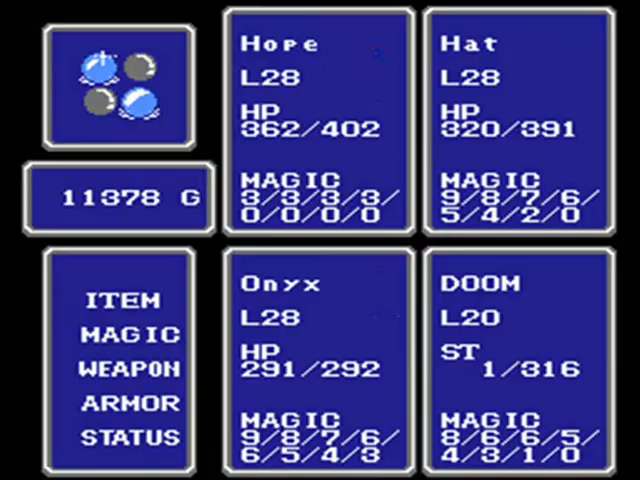 Hope
L28
HP
362/402
MAGIC
3/3/3/3/
0/0/0/0
Hat
L28
HP
320/391
MAGIC
9/8/7/6/
5/4/2/0
11378 G
ITEM
MAGIC
WEAPON
ARMOR
STATUS
Onyx
L28
HP
291/292
MAGIC
9/8/7/6/
6/5/4/3
DOOM
L20
ST
1/316
MAGIC
8/6/6/5/
4/3/1/0